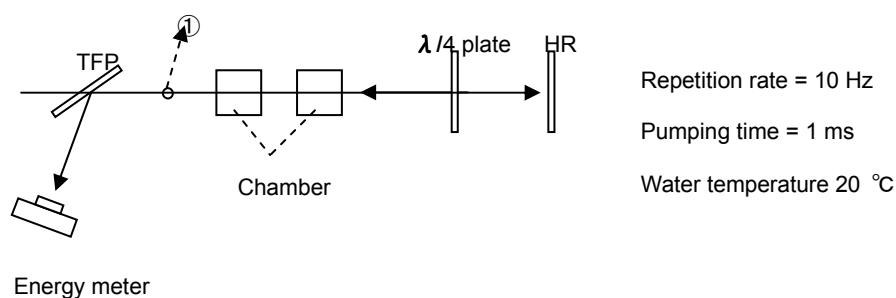 ①
TFP
λ/4 plate
HR
Repetition rate = 10 Hz
Pumping time = 1 ms
Water temperature 20 ℃
Chamber
Energy meter